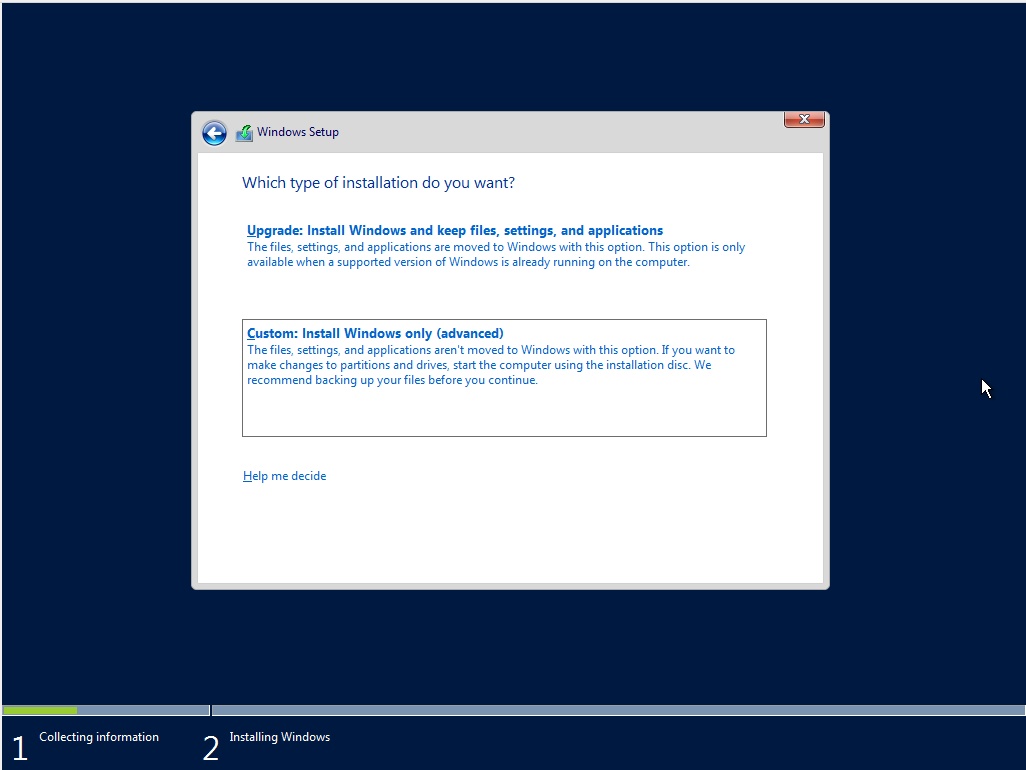 Windows Setup
Which type of installation do you want?
Upgrade: Install Windows and keep files, settings, and applications
The files, settings, and applications are moved to Windows with this option. This option is only
available when a supported version of Windows is already running on the computer.
Custom: Install Windows only (advanced)
The files, settings, and applications aren't moved to Windows with this option. If you want to
make changes to partitions and drives, start the computer using the installation disc. We
recommend backing up your files before you continue.
Help me decide
1 Collecting information
2 Installing Windows